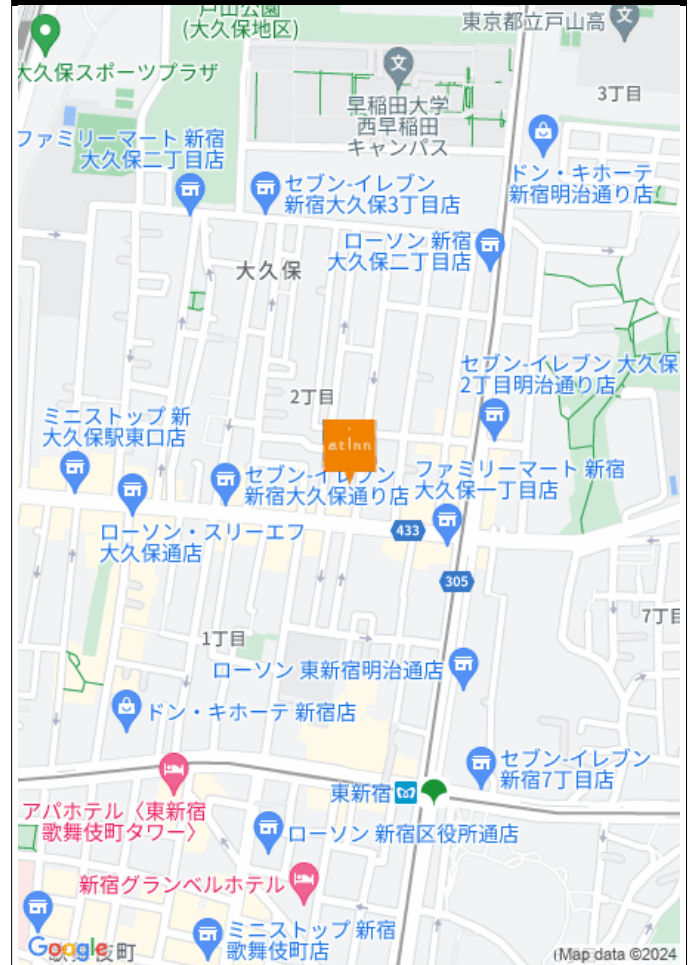 戸山公園
(大久保地区)
東京都立戸山高
大久保スポーツプラザ
3丁目
早稲田大学
西早稲田
キャンパス
ファミリーマート 新宿
大久保二丁目店
ドン・キホーテ
新宿明治通り店
セブン-イレブン
新宿大久保3丁目店
ローソン 新宿
大久保二丁目店
大久保
セブン-イレブン 大久保
2丁目明治通り店
2丁目
ミニストップ 新
大久保駅東口店
at Inn
セブン-イレブン
新宿大久保通り店
ファミリーマート 新宿
大久保一丁目店
ローソン・スリーエフ
大久保通店
433
305
7丁目
1丁目
ローソン 東新宿明治通店
ドン・キホーテ 新宿店
セブン-イレブン
新宿7丁目店
東新宿
アパホテル〈東新宿
歌舞伎町タワー〉
ローソン 新宿区役所通店
新宿グランベルホテル
ミニストップ 新宿
歌舞伎町店
Google
歌舞伎町
Map data ©2024